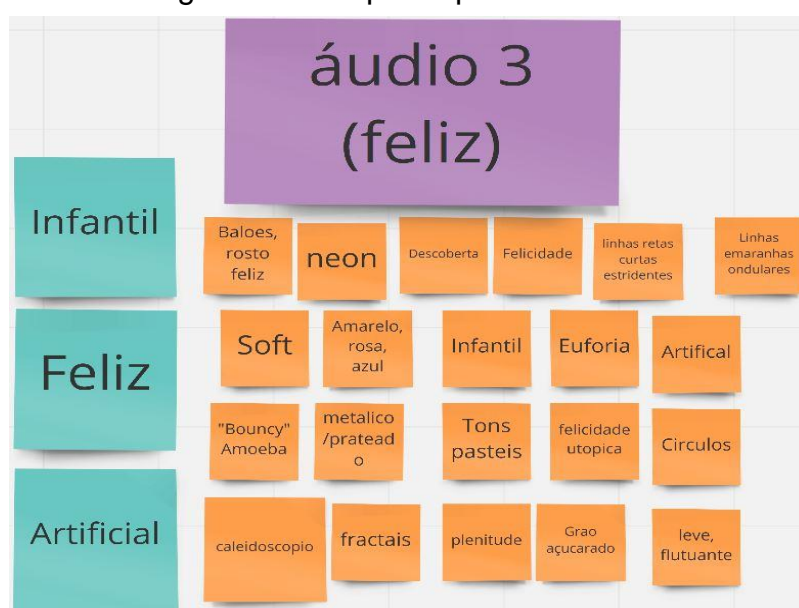 áudio 3
(feliz)
Infantil
Feliz
Artificial
Baloes,
rosto
feliz
neon
Descoberta
Felicidade
linhas retas
curtas
estridentes
Linhas
emaranhas
ondulares
Soft
Amarelo,
rosa,
azul
Infantil
Euforia
Artifical
"Bouncy"
Amoeba
metalico
/pratead
o
Tons
pasteis
felicidade
utopica
Circulos
caleidoscopio
fractais
plenitude
Grao
açucarado
leve,
flutuante